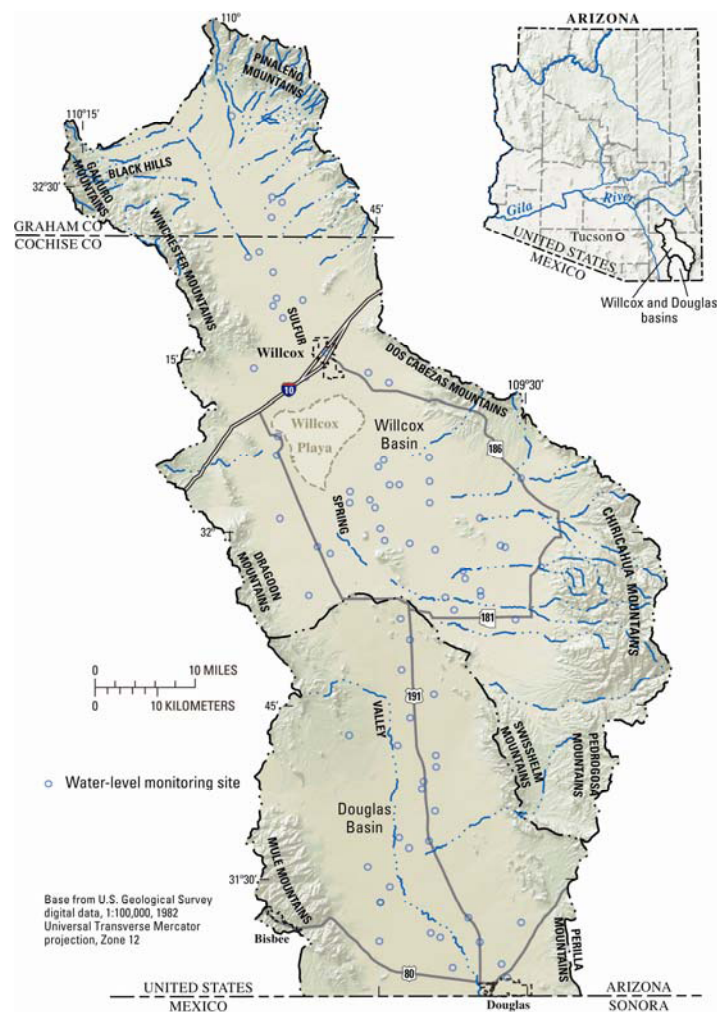 110°
ARIZONA
PINALENO
MOUNTAINS
110°15'
BLACK HILLS
GALIURO
MOUNTAINS
32°30'
45'
GRAHAM CO
COCHISE CO
WINCHESTER MOUNTAINS
Gila
River
Tucson
UNITED STATES
MEXICO
Willcox and Douglas
basins
SULFUR
Willcox
15'
10
DOS CABEZAS MOUNTAINS
109°30'
Willcox
Playa
Willcox
Basin
186
SPRING
32°
DRAGOON
MOUNTAINS
CHIRICAHUA MOUNTAINS
181
0 10 MILES
0 10 KILOMETERS
191
45'
VALLEY
SWISSHELM
MOUNTAINS
PEDROGOSA
MOUNTAINS
Water-level monitoring site
Douglas
Basin
MULE MOUNTAINS
31°30'
Base from U.S. Geological Survey
digital data, 1:100,000, 1982
Universal Transverse Mercator
projection, Zone 12
Bisbee
PERILLA
MOUNTAINS
80
UNITED STATES
MEXICO
ARIZONA
SONORA
Douglas